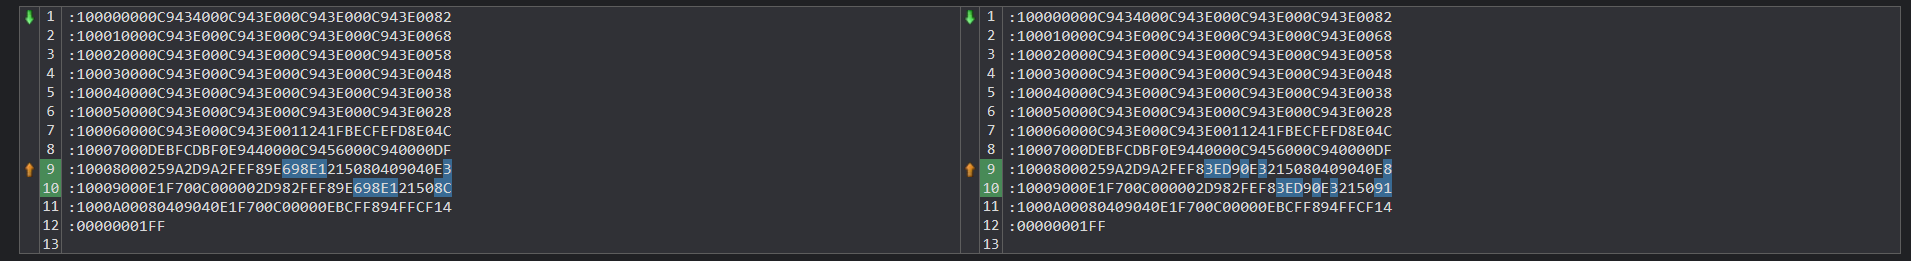 1 :100000000C9434000C943E000C943E000C943E0082
2 :100010000C943E000C943E000C943E000C943E0068
3 :100020000C943E000C943E000C943E000C943E0058
4 :100030000C943E000C943E000C943E000C943E0048
5 :100040000C943E000C943E000C943E000C943E0038
6 :100050000C943E000C943E000C943E000C943E0028
7 :100060000C943E000C943E0011241FBECFEFD8E04C
8 :10007000DEBFCDBF0E9440000C9456000C940000DF
9 :10008000259A2D9A2FEF89E698E1215080409040E3
10 :10009000E1F700C000002D982FEF89E698E121508C
11 :1000A00080409040E1F700C00000EBCFF894FFCF14
12 :00000001FF
13
1 :100000000C9434000C943E000C943E000C943E0082
2 :100010000C943E000C943E000C943E000C943E0068
3 :100020000C943E000C943E000C943E000C943E0058
4 :100030000C943E000C943E000C943E000C943E0048
5 :100040000C943E000C943E000C943E000C943E0038
6 :100050000C943E000C943E000C943E000C943E0028
7 :100060000C943E000C943E0011241FBECFEFD8E04C
8 :10007000DEBFCDBF0E9440000C9456000C940000DF
9 :10008000259A2D9A2FEF83ED90E3215080409040E8
10 :10009000E1F700C000002D982FEF83ED90E3215091
11 :1000A00080409040E1F700C00000EBCFF894FFCF14
12 :00000001FF
13